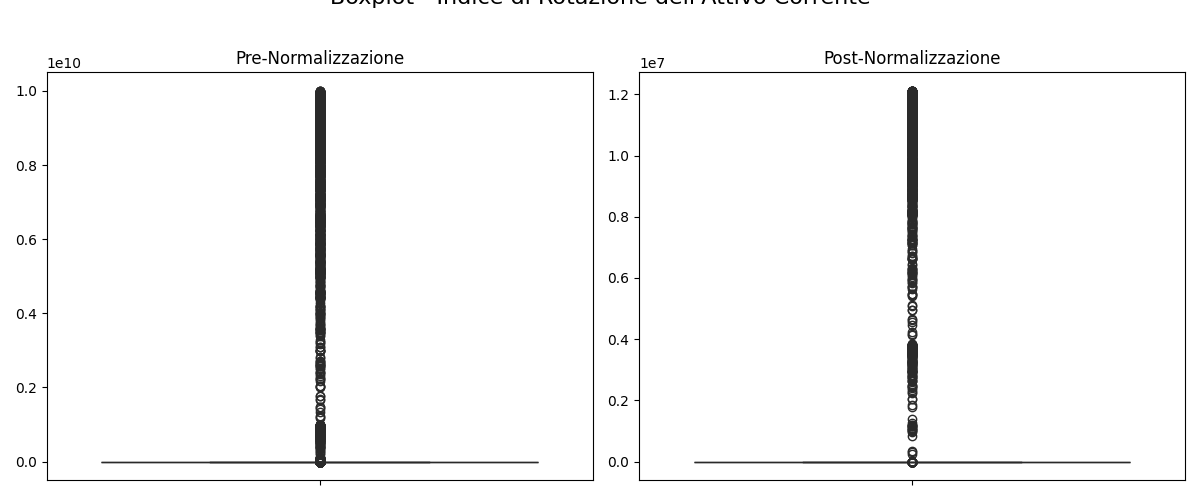 Boxplot - Indice di Rotazione dell'Attivo Corrente
Pre-Normalizzazione
1e10
1.0
0.8
0.6
0.4
0.2
0.0
Post-Normalizzazione
1e7
1.2
1.0
0.8
0.6
0.4
0.2
0.0